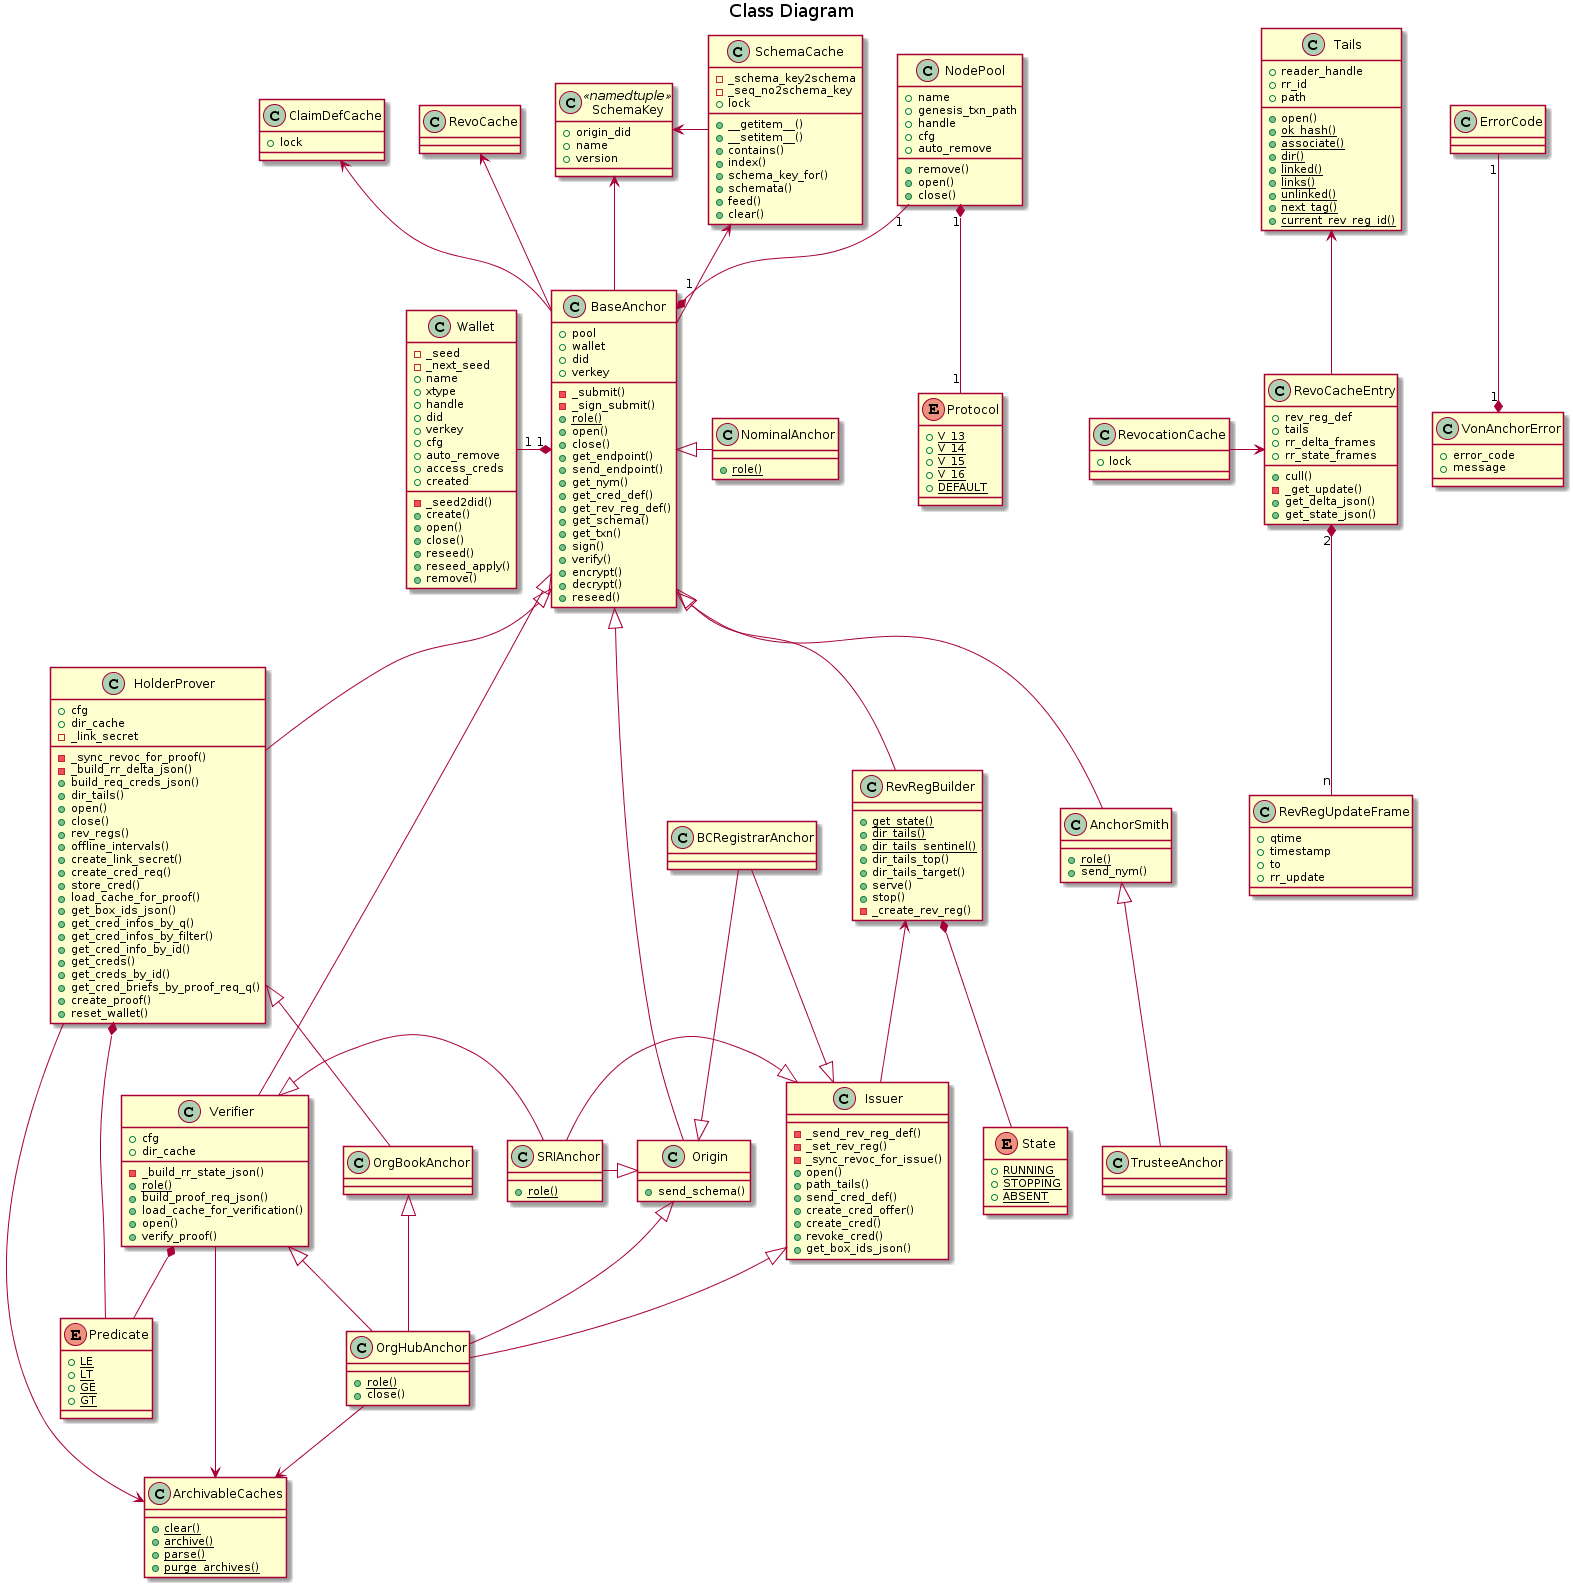 Class Diagram
ClaimDefCache
lock
RevoCache
«namedtuple»
SchemaKey
origin_did
name
version
SchemaCache
_schema_key2schema
_seq_no2schema_key
lock
__getitem__()
__setitem__()
contains()
index()
schema_key_for()
schemata()
feed()
clear()
NodePool
name
genesis_txn_path
handle
cfg
auto_remove
remove()
open()
close()
1
1
Tails
reader_handle
rr_id
path
open()
ok_hash()
associate()
dir()
linked()
links()
unlinked()
next_tag()
current_rev_reg_id()
ErrorCode
1
Wallet
_seed
_next_seed
name
xtype
handle
did
verkey
cfg
auto_remove
access_creds
created
_seed2did()
create()
open()
close()
reseed()
reseed_apply()
remove()
1
1
1
BaseAnchor
pool
wallet
did
verkey
_submit()
_sign_submit()
role()
open()
close()
get_endpoint()
send_endpoint()
get_nym()
get_cred_def()
get_rev_reg_def()
get_schema()
get_txn()
sign()
verify()
encrypt()
decrypt()
reseed()
NominalAnchor
role()
1
Protocol
V_13
V_14
V_15
V_16
DEFAULT
RevocationCache
lock
RevoCacheEntry
rev_reg_def
tails
rr_delta_frames
rr_state_frames
cull()
_get_update()
get_delta_json()
get_state_json()
2
1
VonAnchorError
error_code
message
HolderProver
cfg
dir_cache
_link_secret
_sync_revoc_for_proof()
_build_rr_delta_json()
build_req_creds_json()
dir_tails()
open()
close()
rev_regs()
offline_intervals()
create_link_secret()
create_cred_req()
store_cred()
load_cache_for_proof()
get_box_ids_json()
get_cred_infos_by_q()
get_cred_infos_by_filter()
get_cred_info_by_id()
get_creds()
get_creds_by_id()
get_cred_briefs_by_proof_req_q()
create_proof()
reset_wallet()
BCRegistrarAnchor
RevRegBuilder
get_state()
dir_tails()
dir_tails_sentinel()
dir_tails_top()
dir_tails_target()
serve()
stop()
_create_rev_reg()
AnchorSmith
role()
send_nym()
n
RevRegUpdateFrame
qtime
timestamp
to
rr_update
Verifier
cfg
dir_cache
_build_rr_state_json()
role()
build_proof_req_json()
load_cache_for_verification()
open()
verify_proof()
OrgBookAnchor
SRIAnchor
role()
Origin
send_schema()
Issuer
_send_rev_reg_def()
_set_rev_reg()
_sync_revoc_for_issue()
open()
path_tails()
send_cred_def()
create_cred_offer()
create_cred()
revoke_cred()
get_box_ids_json()
State
RUNNING
STOPPING
ABSENT
TrusteeAnchor
Predicate
LE
LT
GE
GT
OrgHubAnchor
role()
close()
ArchivableCaches
clear()
archive()
parse()
purge_archives()